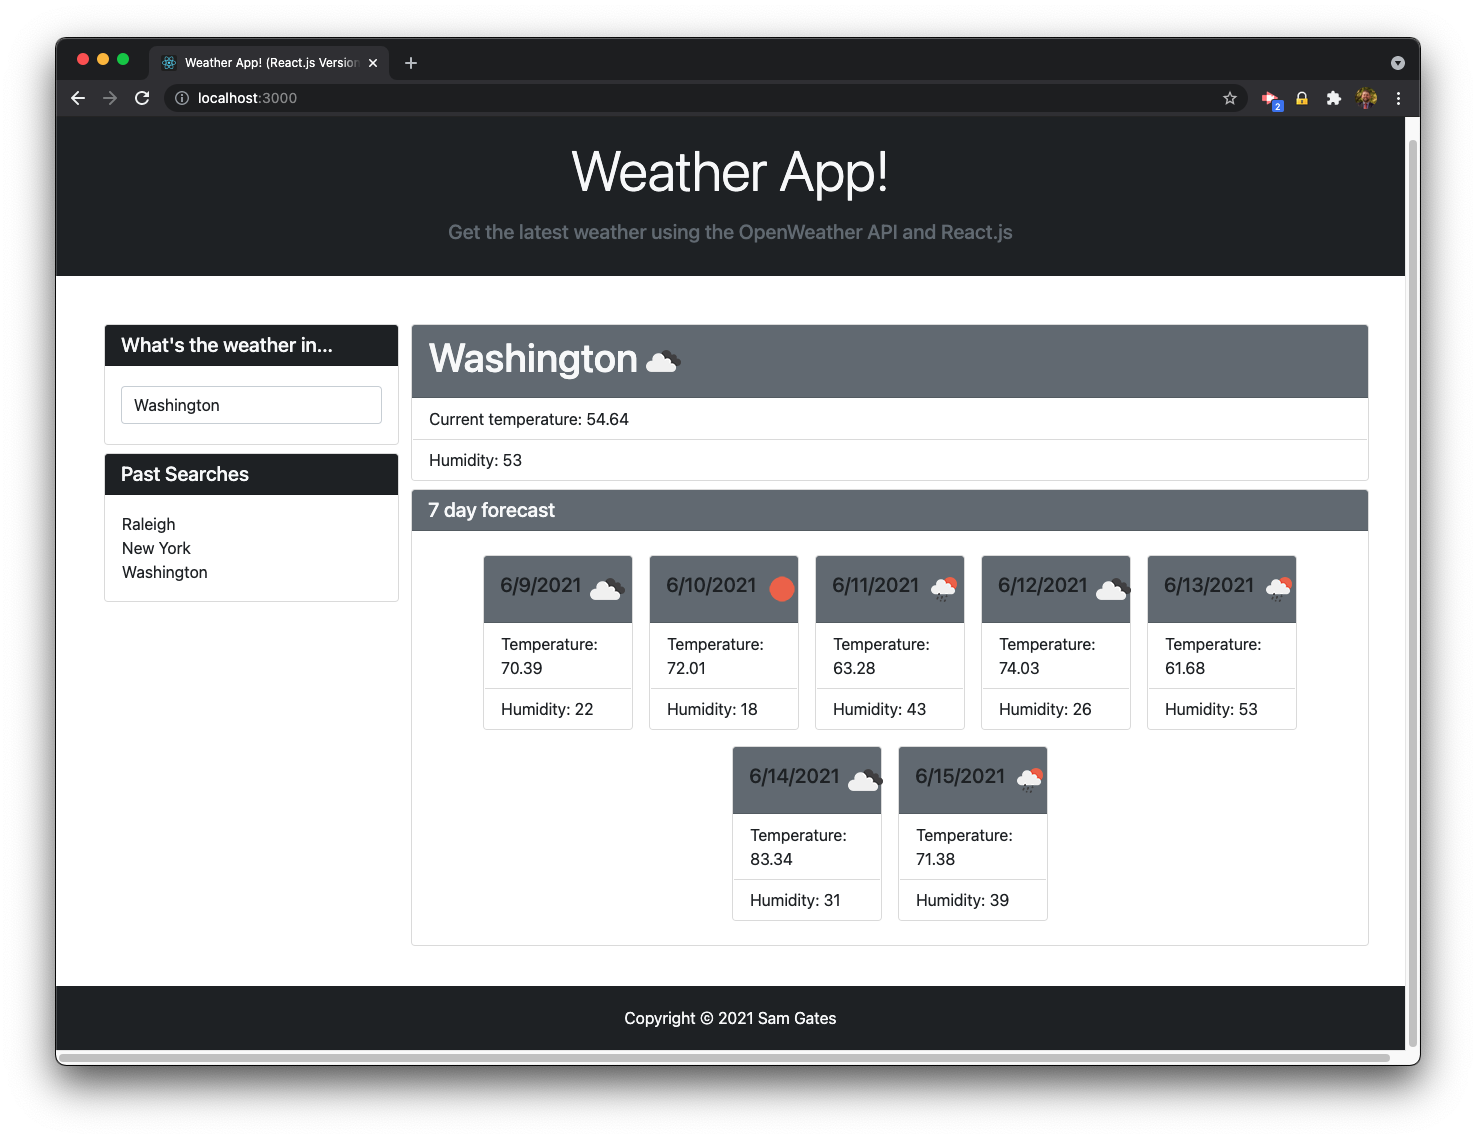 Weather App! (React.js Version
localhost:3000
2
Weather App!
Get the latest weather using the OpenWeather API and React.js
What's the weather in...
Washington
Past Searches
Raleigh
New York
Washington
Washington
Current temperature: 54.64
Humidity: 53
7 day forecast
6/9/2021
Temperature:
70.39
Humidity: 22
6/10/2021
Temperature:
72.01
Humidity: 18
6/11/2021
Temperature:
63.28
Humidity: 43
6/12/2021
Temperature:
74.03
Humidity: 26
6/13/2021
Temperature:
61.68
Humidity: 53
6/14/2021
Temperature:
83.34
Humidity: 31
6/15/2021
Temperature:
71.38
Humidity: 39
Copyright © 2021 Sam Gates